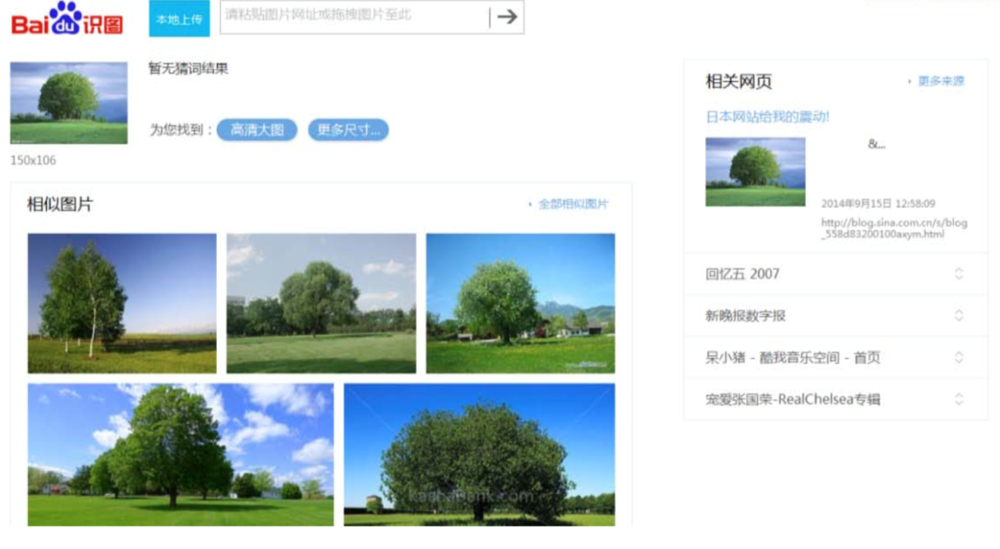 Bai du 识图
本地上传
请粘贴图片网址或拖拽图片至此
暂无猜词结果
为您找到：
高清大图
更多尺寸...
150x106
相似图片
全部相似图片
kachabank.com
相关网页
更多来源
日本网站给我的震动!
&...
2014年9月15日 12:58:09
http://blog.sina.com.cn/s/blog
_558d83200100axym.html
回忆五 2007
新晚报数字报
呆小猪 - 酷我音乐空间 - 首页
宠爱张国荣-RealChelsea专辑